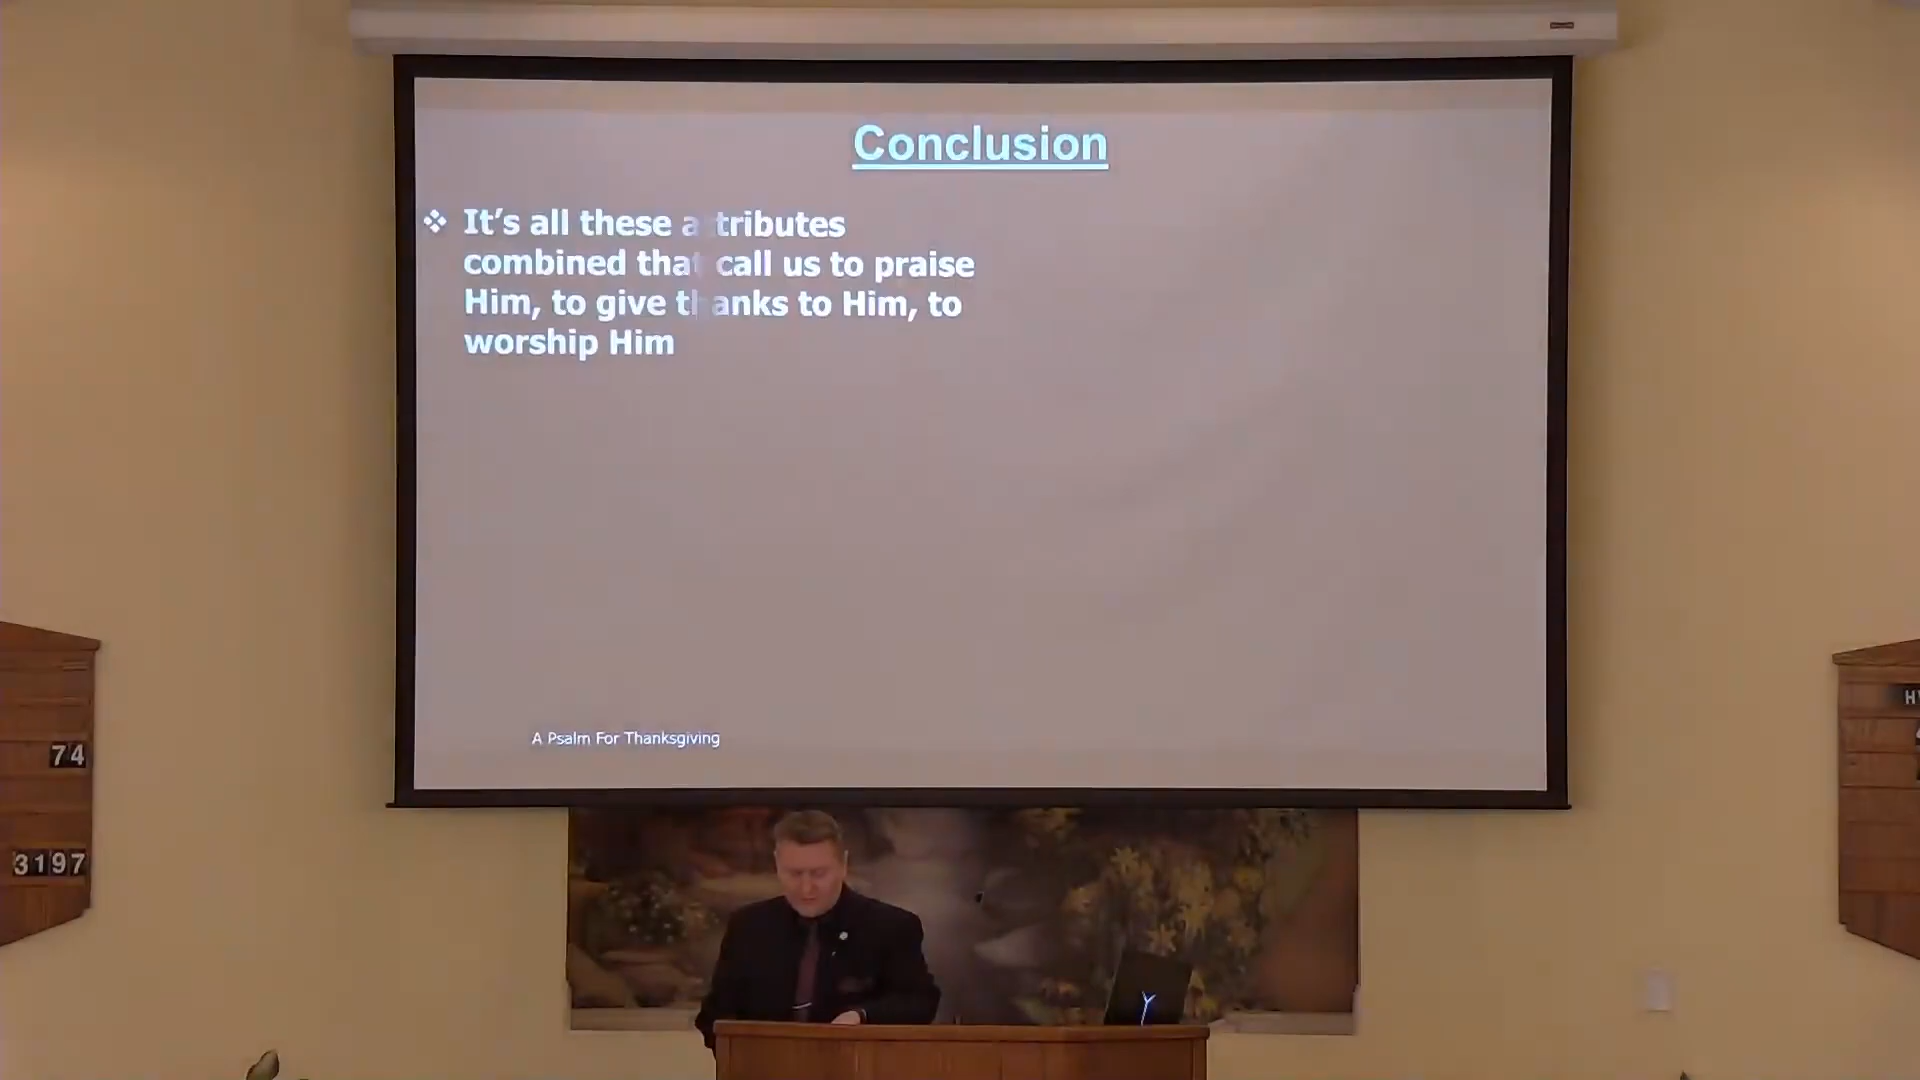 Conclusion
❖ It's all these attributes
combined that call us to praise
Him, to give thanks to Him, to
worship Him
A Psalm For Thanksgiving
74
3197